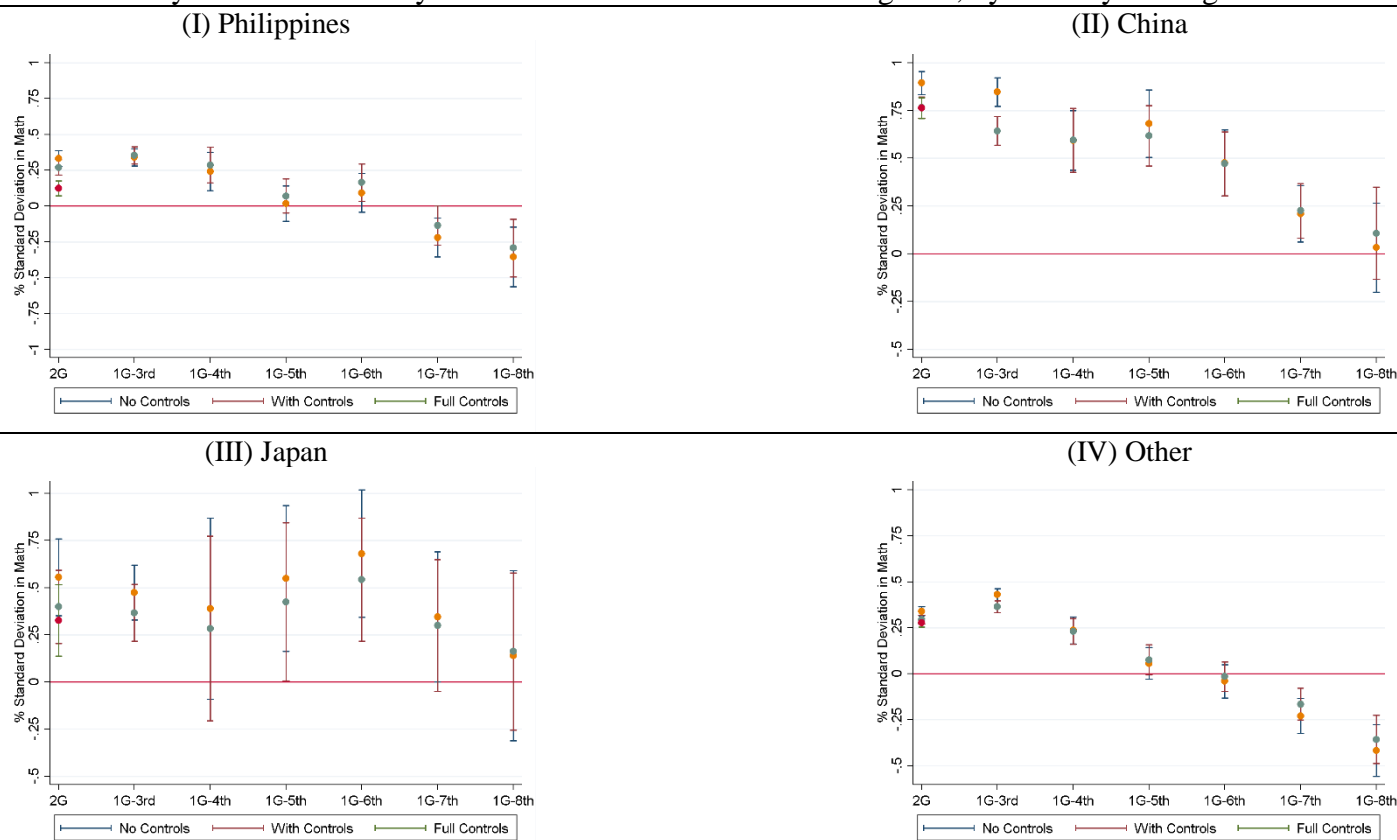 (I) Philippines
% Standard Deviation in Math
1
.75
.5
.25
0
-.25
-.5
-.75
-1
2G 1G-3rd 1G-4th 1G-5th 1G-6th 1G-7th 1G-8th
No Controls With Controls Full Controls
(II) China
% Standard Deviation in Math
1
.75
.5
.25
0
-.25
-.5
2G 1G-3rd 1G-4th 1G-5th 1G-6th 1G-7th 1G-8th
No Controls With Controls Full Controls
(III) Japan
% Standard Deviation in Math
1
.75
.5
.25
0
-.25
-.5
2G 1G-3rd 1G-4th 1G-5th 1G-6th 1G-7th 1G-8th
No Controls With Controls Full Controls
(IV) Other
% Standard Deviation in Math
1
.75
.5
.25
0
-.25
-.5
2G 1G-3rd 1G-4th 1G-5th 1G-6th 1G-7th 1G-8th
No Controls With Controls Full Controls